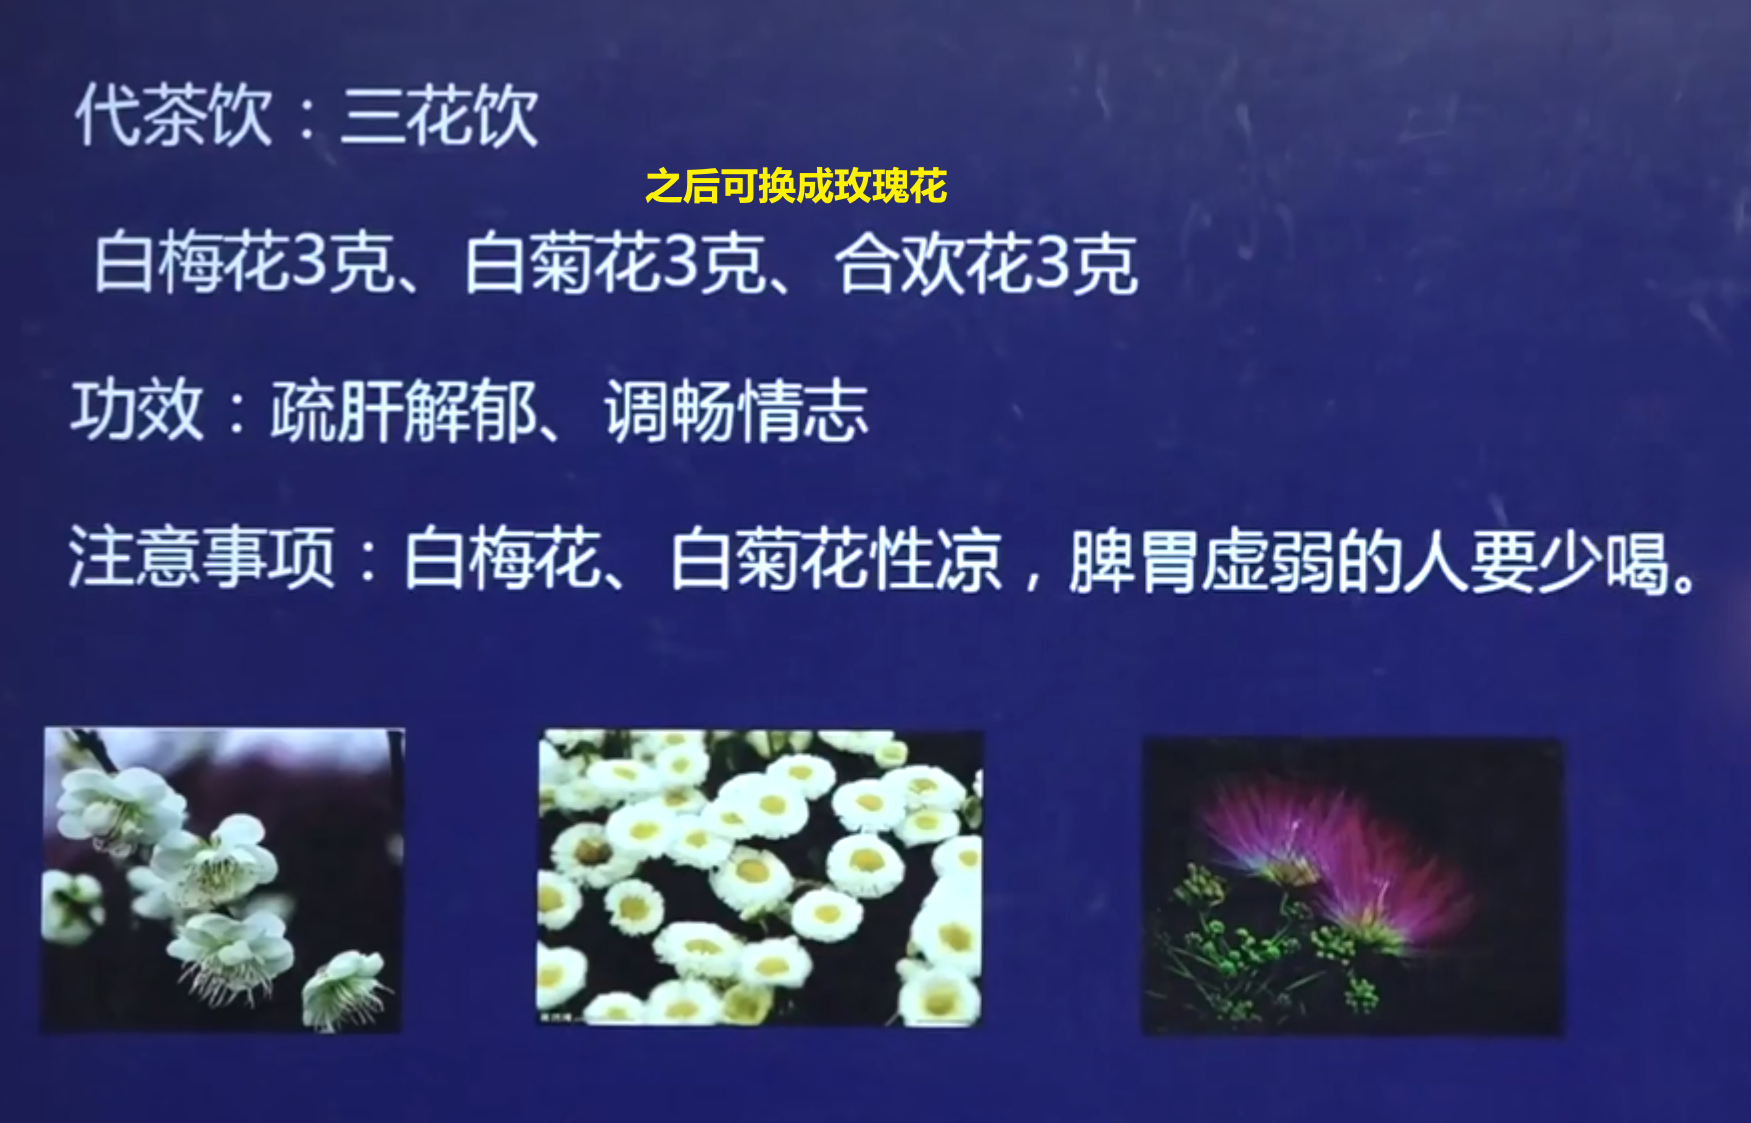 代茶饮：三花饮
之后可换成玫瑰花
白梅花3克、白菊花3克、合欢花3克
功效：疏肝解郁、调畅情志
注意事项：白梅花、白菊花性凉，脾胃虚弱的人要少喝。